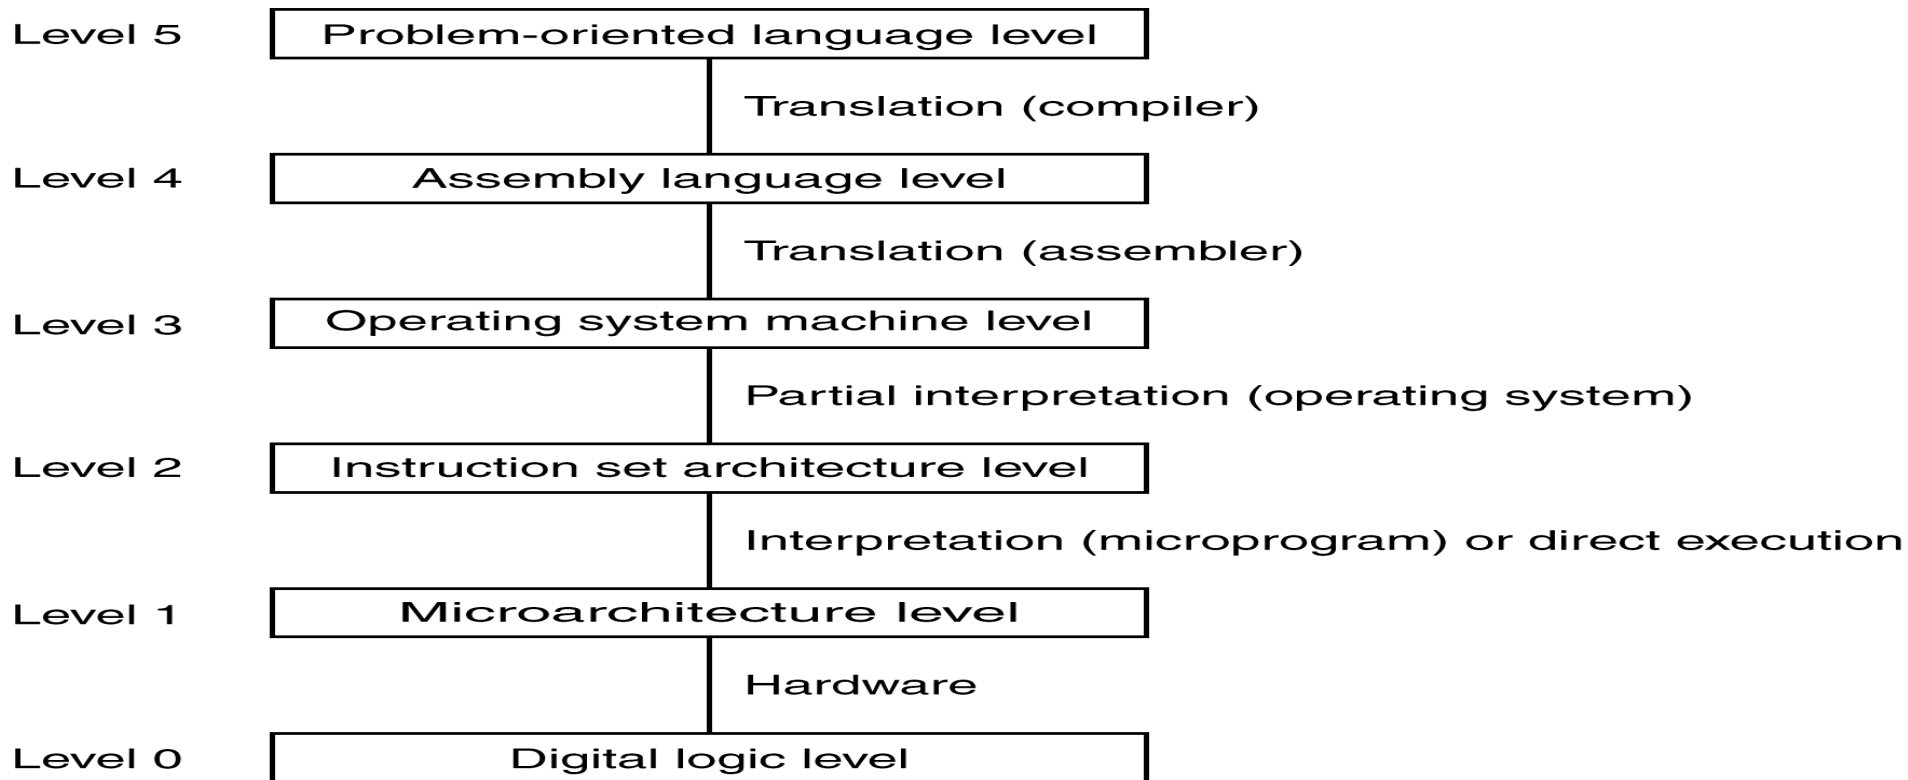 Level 5 Problem-oriented language level
Translation (compiler)
Level 4 Assembly language level
Translation (assembler)
Level 3 Operating system machine level
Partial interpretation (operating system)
Level 2 Instruction set architecture level
Interpretation (microprogram) or direct execution
Level 1 Microarchitecture level
Hardware
Level 0 Digital logic level